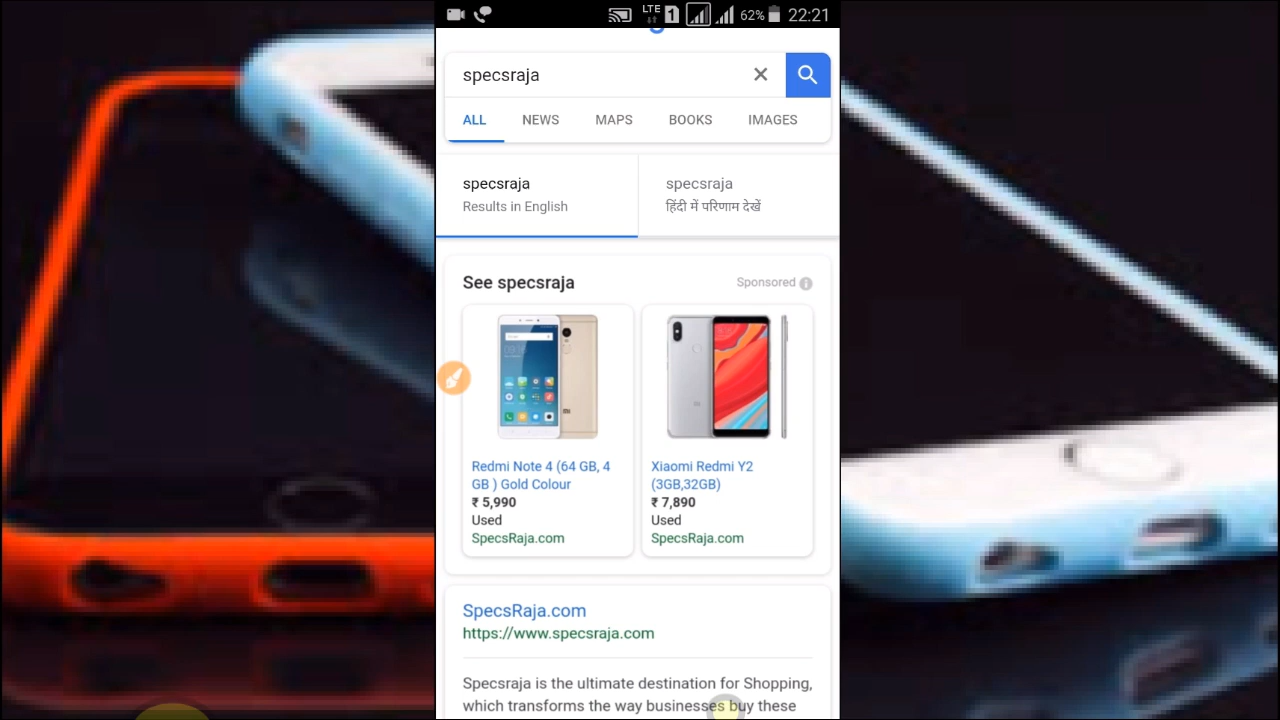 LTE 1 62% 22:21
specsraja
ALL NEWS MAPS BOOKS IMAGES
specsraja
Results in English
specsraja
हिंदी में परिणाम देखें
See specsraja
Sponsored
Redmi Note 4 (64 GB, 4
GB ) Gold Colour
₹ 5,990
Used
SpecsRaja.com
Xiaomi Redmi Y2
(3GB,32GB)
₹ 7,890
Used
SpecsRaja.com
SpecsRaja.com
https://www.specsraja.com
Specsraja is the ultimate destination for Shopping,
which transforms the way businesses buy these